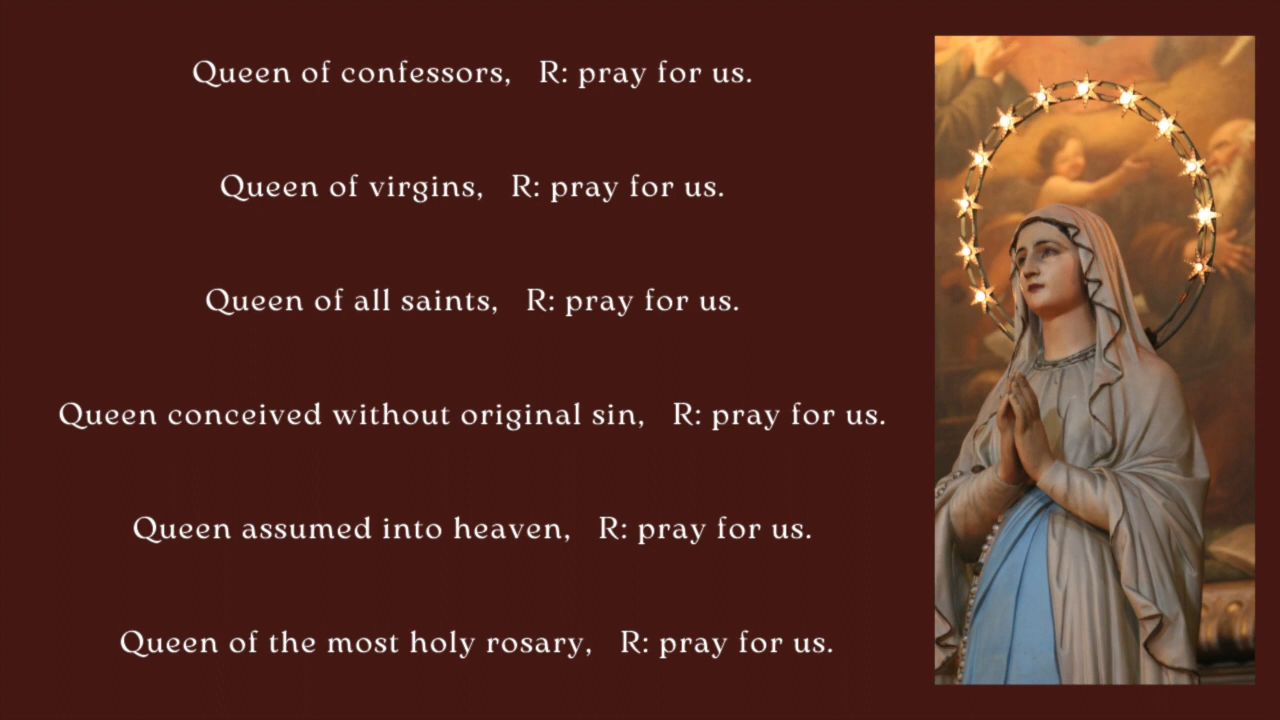 Queen of confessors, R: pray for us.
Queen of virgins, R: pray for us.
Queen of all saints, R: pray for us.
Queen conceived without original sin, R: pray for us.
Queen assumed into heaven, R: pray for us.
Queen of the most holy rosary, R: pray for us.